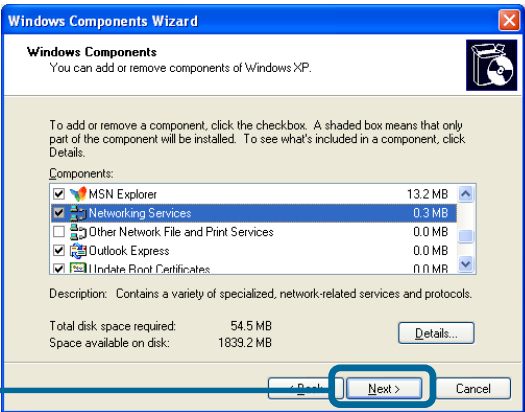 Windows Components Wizard
Windows Components
You can add or remove components of Windows XP.
To add or remove a component, click the checkbox. A shaded box means that only
part of the component will be installed. To see what's included in a component, click
Details.
Components:
MSN Explorer 13.2 MB
Networking Services 0.3 MB
Other Network File and Print Services 0.0 MB
Outlook Express 0.0 MB
Update Root Certificates 0.0 MB
Description: Contains a variety of specialized, network-related services and protocols.
Total disk space required: 54.5 MB
Space available on disk: 1839.2 MB
Details...
< Back Next > Cancel